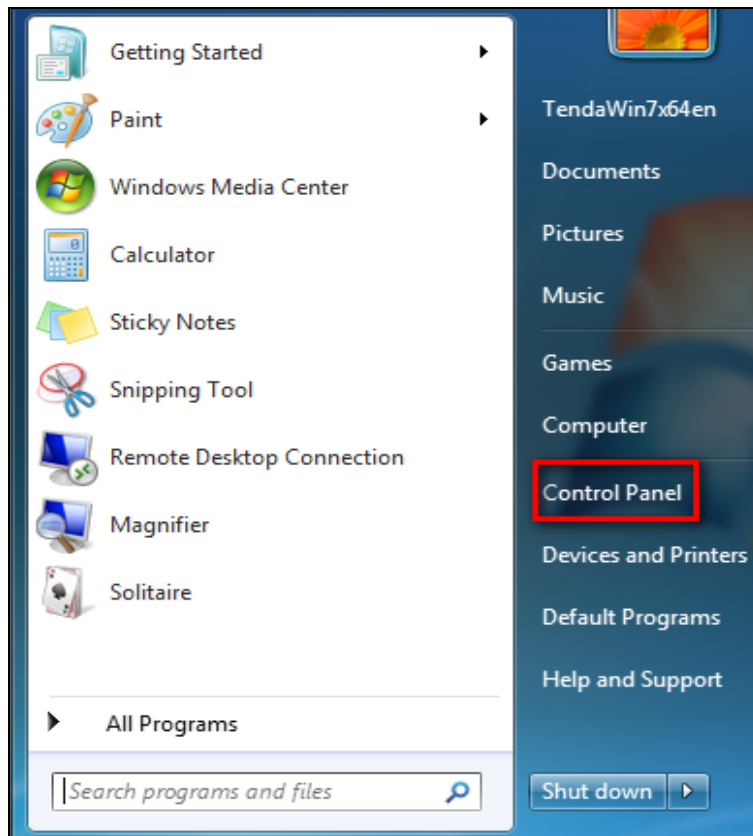 Getting Started
Paint
Windows Media Center
Calculator
Sticky Notes
Snipping Tool
Remote Desktop Connection
Magnifier
Solitaire
All Programs
Search programs and files
TendaWin7x64en
Documents
Pictures
Music
Games
Computer
Control Panel
Devices and Printers
Default Programs
Help and Support
Shut down